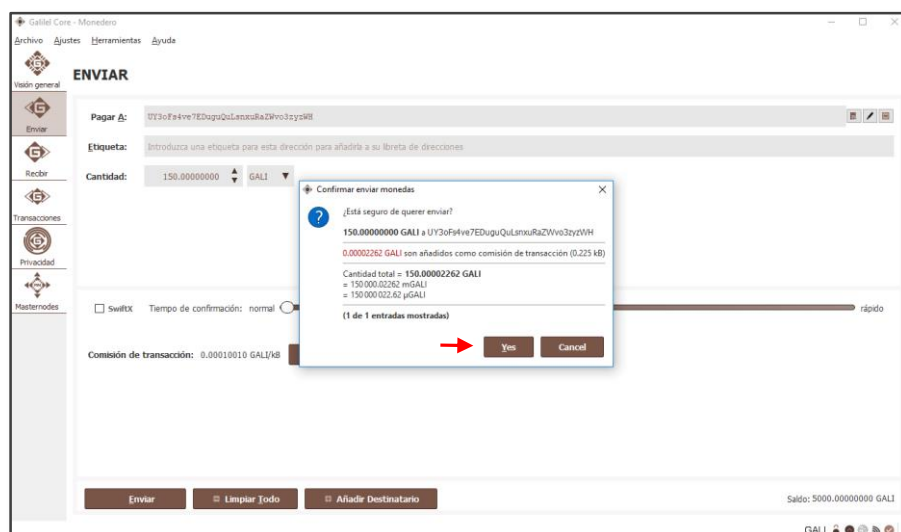 Galilel Core - Monedero
Archivo Ajustes Herramientas Ayuda
Visión general
ENVIAR
Enviar
Pagar A: UY3oFs4ve7EDuguQuLsnxuRaZWvo3zyzWH
Etiqueta: Introduzca una etiqueta para esta dirección para añadirla a su libreta de direcciones
Recibir
Cantidad: 150.00000000 GALI
Transacciones
Privacidad
Masternodes
Confirmar enviar monedas
¿Está seguro de querer enviar?
150.00000000 GALI a UY3oFs4ve7EDuguQuLsnxuRaZWvo3zyzWH
0.00002262 GALI son añadidos como comisión de transacción (0.225 kB)
Cantidad total = 150.00002262 GALI
= 150 000.02262 mGALI
= 150 000 022.62 μGALI
(1 de 1 entradas mostradas)
Yes Cancel
SwiftX Tiempo de confirmación: normal rápido
Comisión de transacción: 0.00010010 GALI/kB
Enviar Limpiar Todo Añadir Destinatario Saldo: 5000.00000000 GALI
GALI